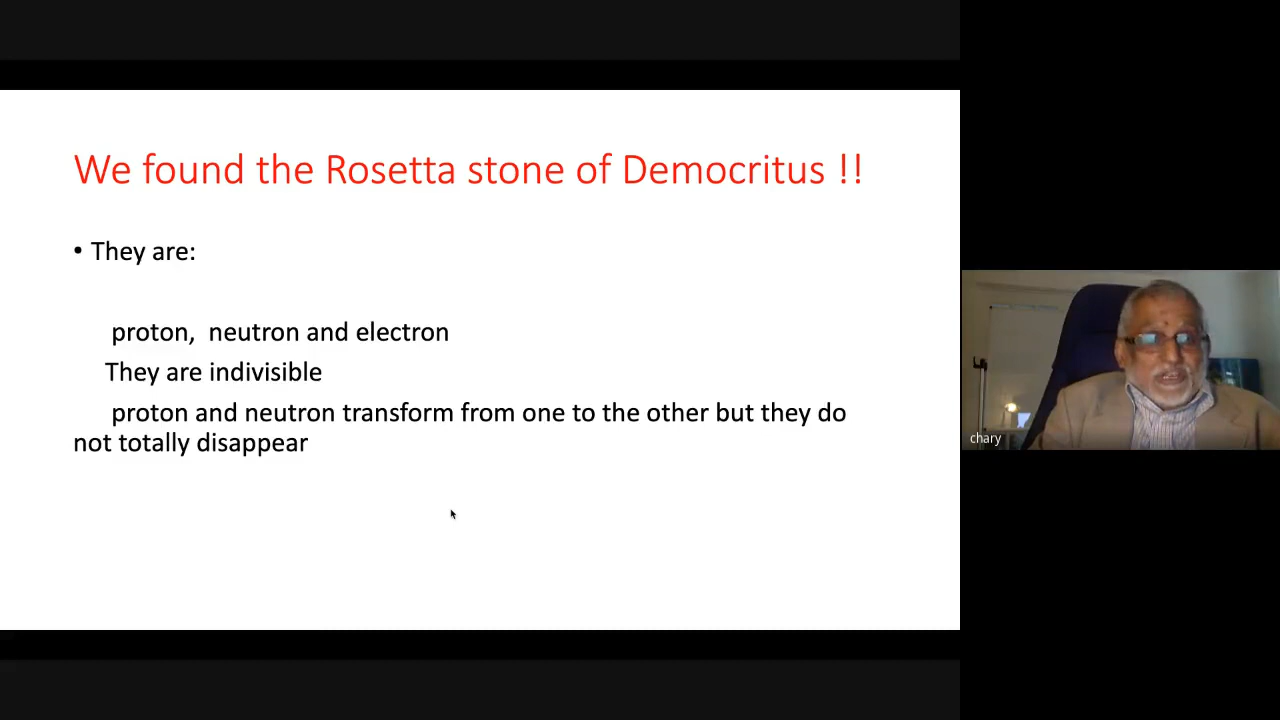 We found the Rosetta stone of Democritus !!
• They are:
proton, neutron and electron
They are indivisible
proton and neutron transform from one to the other but they do
not totally disappear
chary